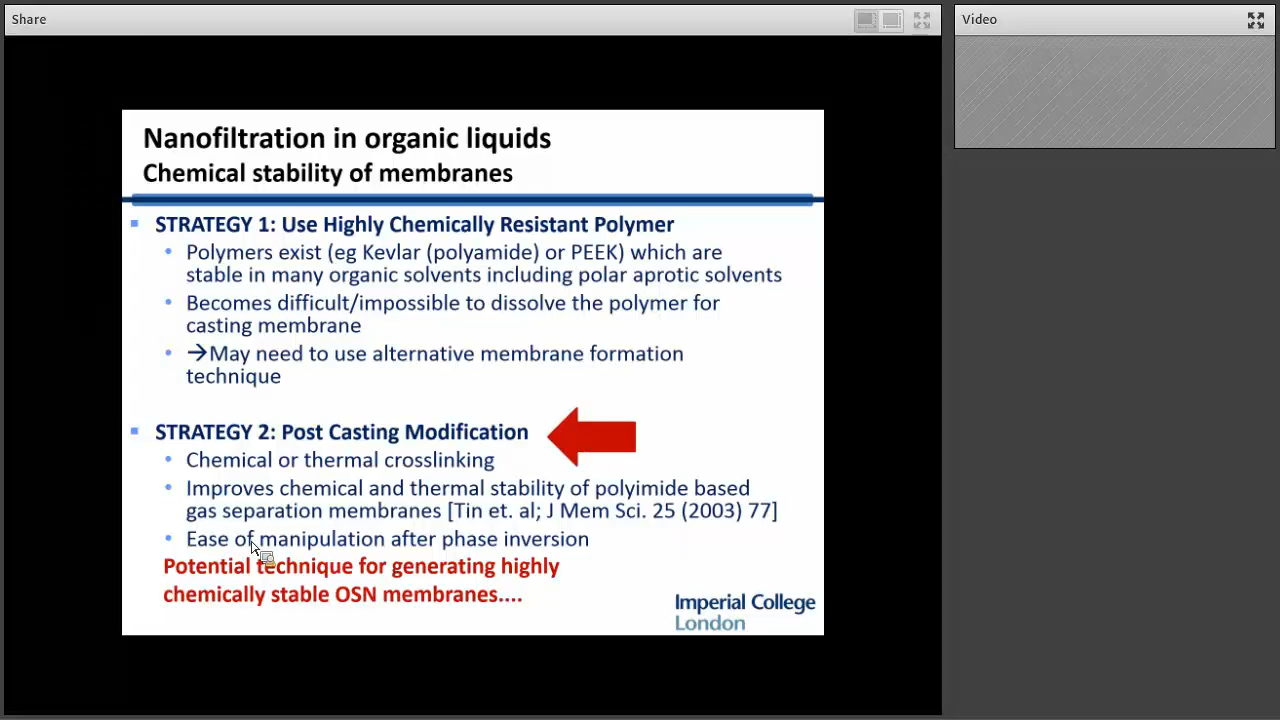 Share
Video
Nanofiltration in organic liquids
Chemical stability of membranes
STRATEGY 1: Use Highly Chemically Resistant Polymer
Polymers exist (eg Kevlar (polyamide) or PEEK) which are
stable in many organic solvents including polar aprotic solvents
Becomes difficult/impossible to dissolve the polymer for
casting membrane
→May need to use alternative membrane formation
technique
STRATEGY 2: Post Casting Modification
Chemical or thermal crosslinking
Improves chemical and thermal stability of polyimide based
gas separation membranes [Tin et. al; J Mem Sci. 25 (2003) 77]
Ease of manipulation after phase inversion
Potential technique for generating highly
chemically stable OSN membranes....
Imperial College
London